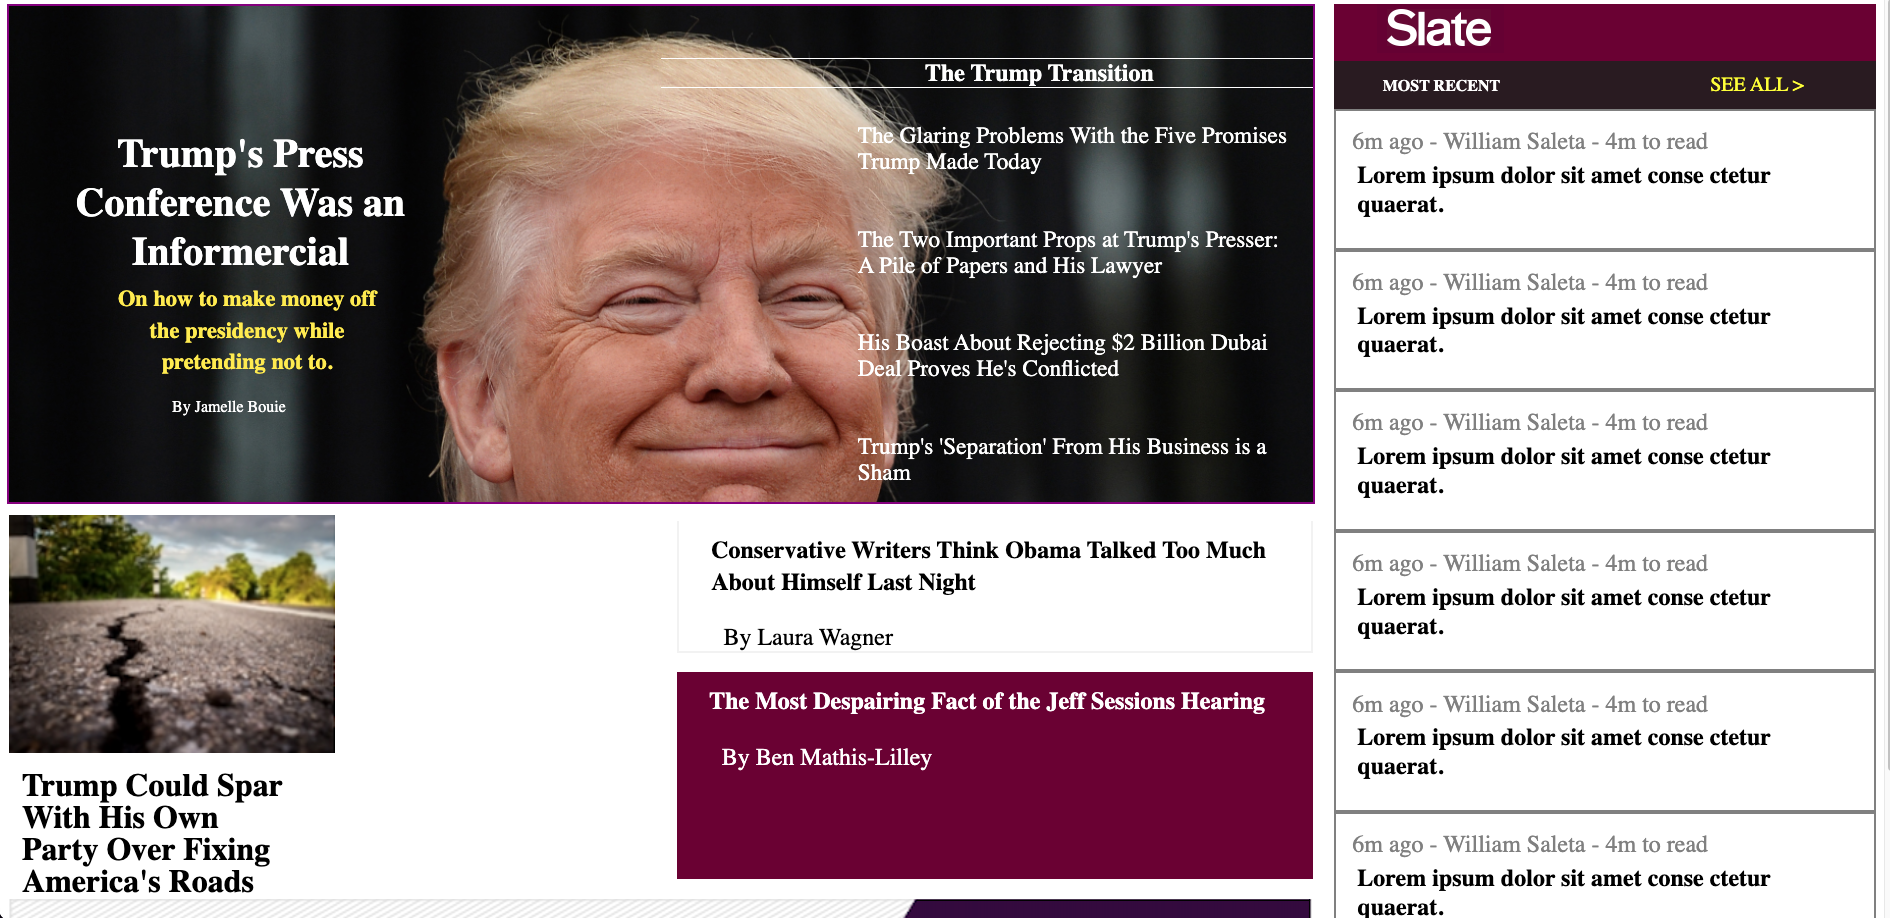 The Trump Transition
Trump's Press
Conference Was an
Informercial
On how to make money off
the presidency while
pretending not to.
By Jamelle Bouie
The Glaring Problems With the Five Promises
Trump Made Today
The Two Important Props at Trump's Presser:
A Pile of Papers and His Lawyer
His Boast About Rejecting $2 Billion Dubai
Deal Proves He's Conflicted
Trump's 'Separation' From His Business is a
Sham
Trump Could Spar
With His Own
Party Over Fixing
America's Roads
Conservative Writers Think Obama Talked Too Much
About Himself Last Night
By Laura Wagner
The Most Despairing Fact of the Jeff Sessions Hearing
By Ben Mathis-Lilley
Slate
MOST RECENT
SEE ALL >
6m ago - William Saleta - 4m to read
Lorem ipsum dolor sit amet conse ctetur
quaerat.
6m ago - William Saleta - 4m to read
Lorem ipsum dolor sit amet conse ctetur
quaerat.
6m ago - William Saleta - 4m to read
Lorem ipsum dolor sit amet conse ctetur
quaerat.
6m ago - William Saleta - 4m to read
Lorem ipsum dolor sit amet conse ctetur
quaerat.
6m ago - William Saleta - 4m to read
Lorem ipsum dolor sit amet conse ctetur
quaerat.
6m ago - William Saleta - 4m to read
Lorem ipsum dolor sit amet conse ctetur
quaerat.